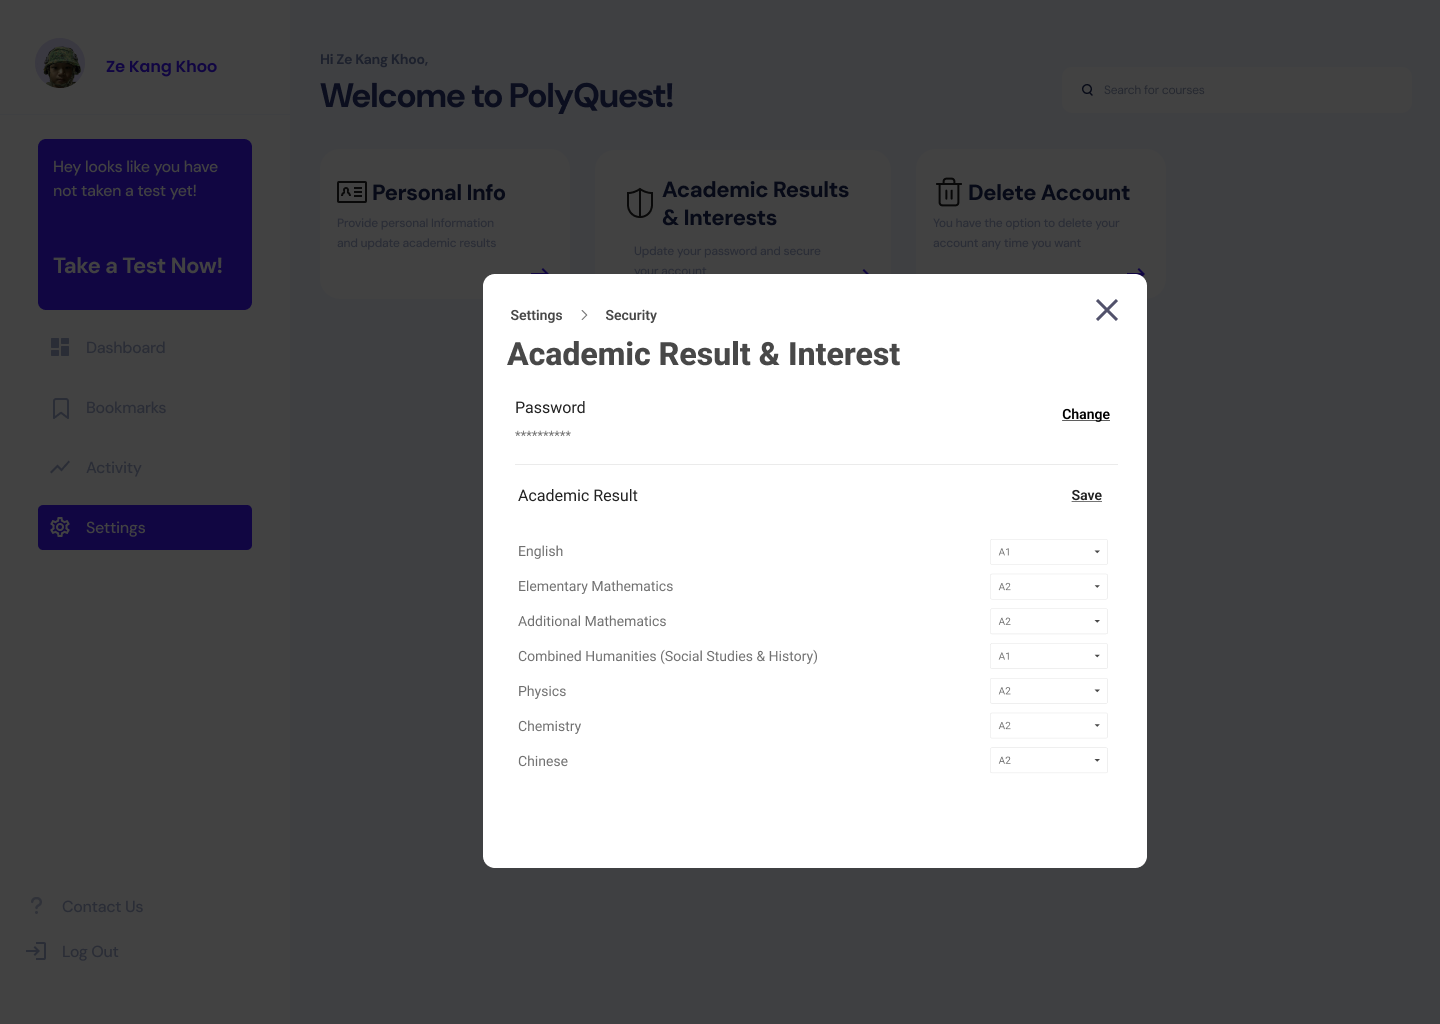 Ze Kang Khoo
Hey looks like you have
not taken a test yet!
Take a Test Now!
Dashboard
Bookmarks
Activity
Settings
Contact Us
Log Out
Hi Ze Kang Khoo,
Welcome to PolyQuest!
Search for courses
Personal Info
Provide personal Information
and update academic results
Academic Results
& Interests
Update your password and secure
your account
Delete Account
You have the option to delete your
account any time you want
Settings > Security
Academic Result & Interest
Password
Change
**********
Academic Result
Save
English A1
Elementary Mathematics A2
Additional Mathematics A2
Combined Humanities (Social Studies & History) A1
Physics A2
Chemistry A2
Chinese A2